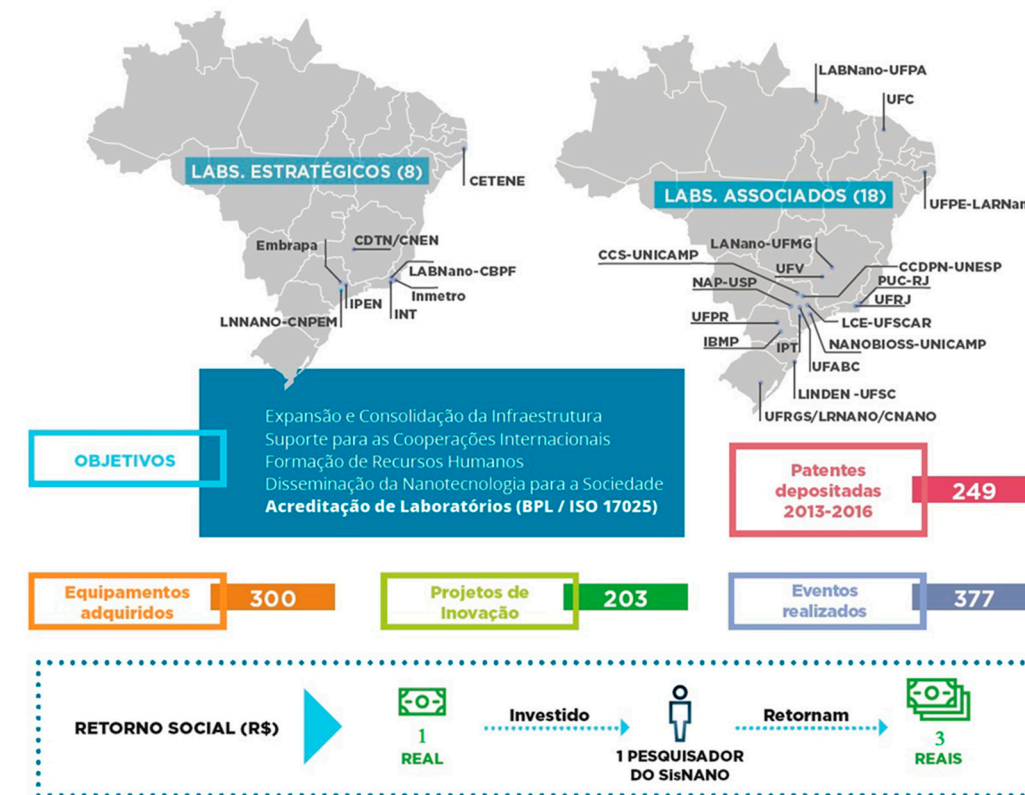 LABS. ESTRATÉGICOS (8)
CETENE
Embrapa
CDTN/CNEN
LABNano-CBPF
Inmetro
IPEN
INT
LNNANO-CNPEM
LABNano-UFPA
UFC
LABS. ASSOCIADOS (18)
UFPE-LARNan
LANano-UFMG
CCS-UNICAMP
UFV
CCDPN-UNESP
NAP-USP
PUC-RJ
UFRJ
UFPR
LCE-UFSCAR
IBMP
IPT
NANOBIOSS-UNICAMP
UFABC
LINDEN -UFSC
UFRGS/LRNANO/CNANO
OBJETIVOS
Expansão e Consolidação da Infraestrutura
Suporte para as Cooperações Internacionais
Formação de Recursos Humanos
Disseminação da Nanotecnologia para a Sociedade
Acreditação de Laboratórios (BPL / ISO 17025)
Patentes
depositadas
2013-2016
249
Equipamentos
adquiridos
300
Projetos de
Inovação
203
Eventos
realizados
377
RETORNO SOCIAL (R$)
1
REAL
Investido
1 PESQUISADOR
DO SisNANO
Retornam
3
REAIS